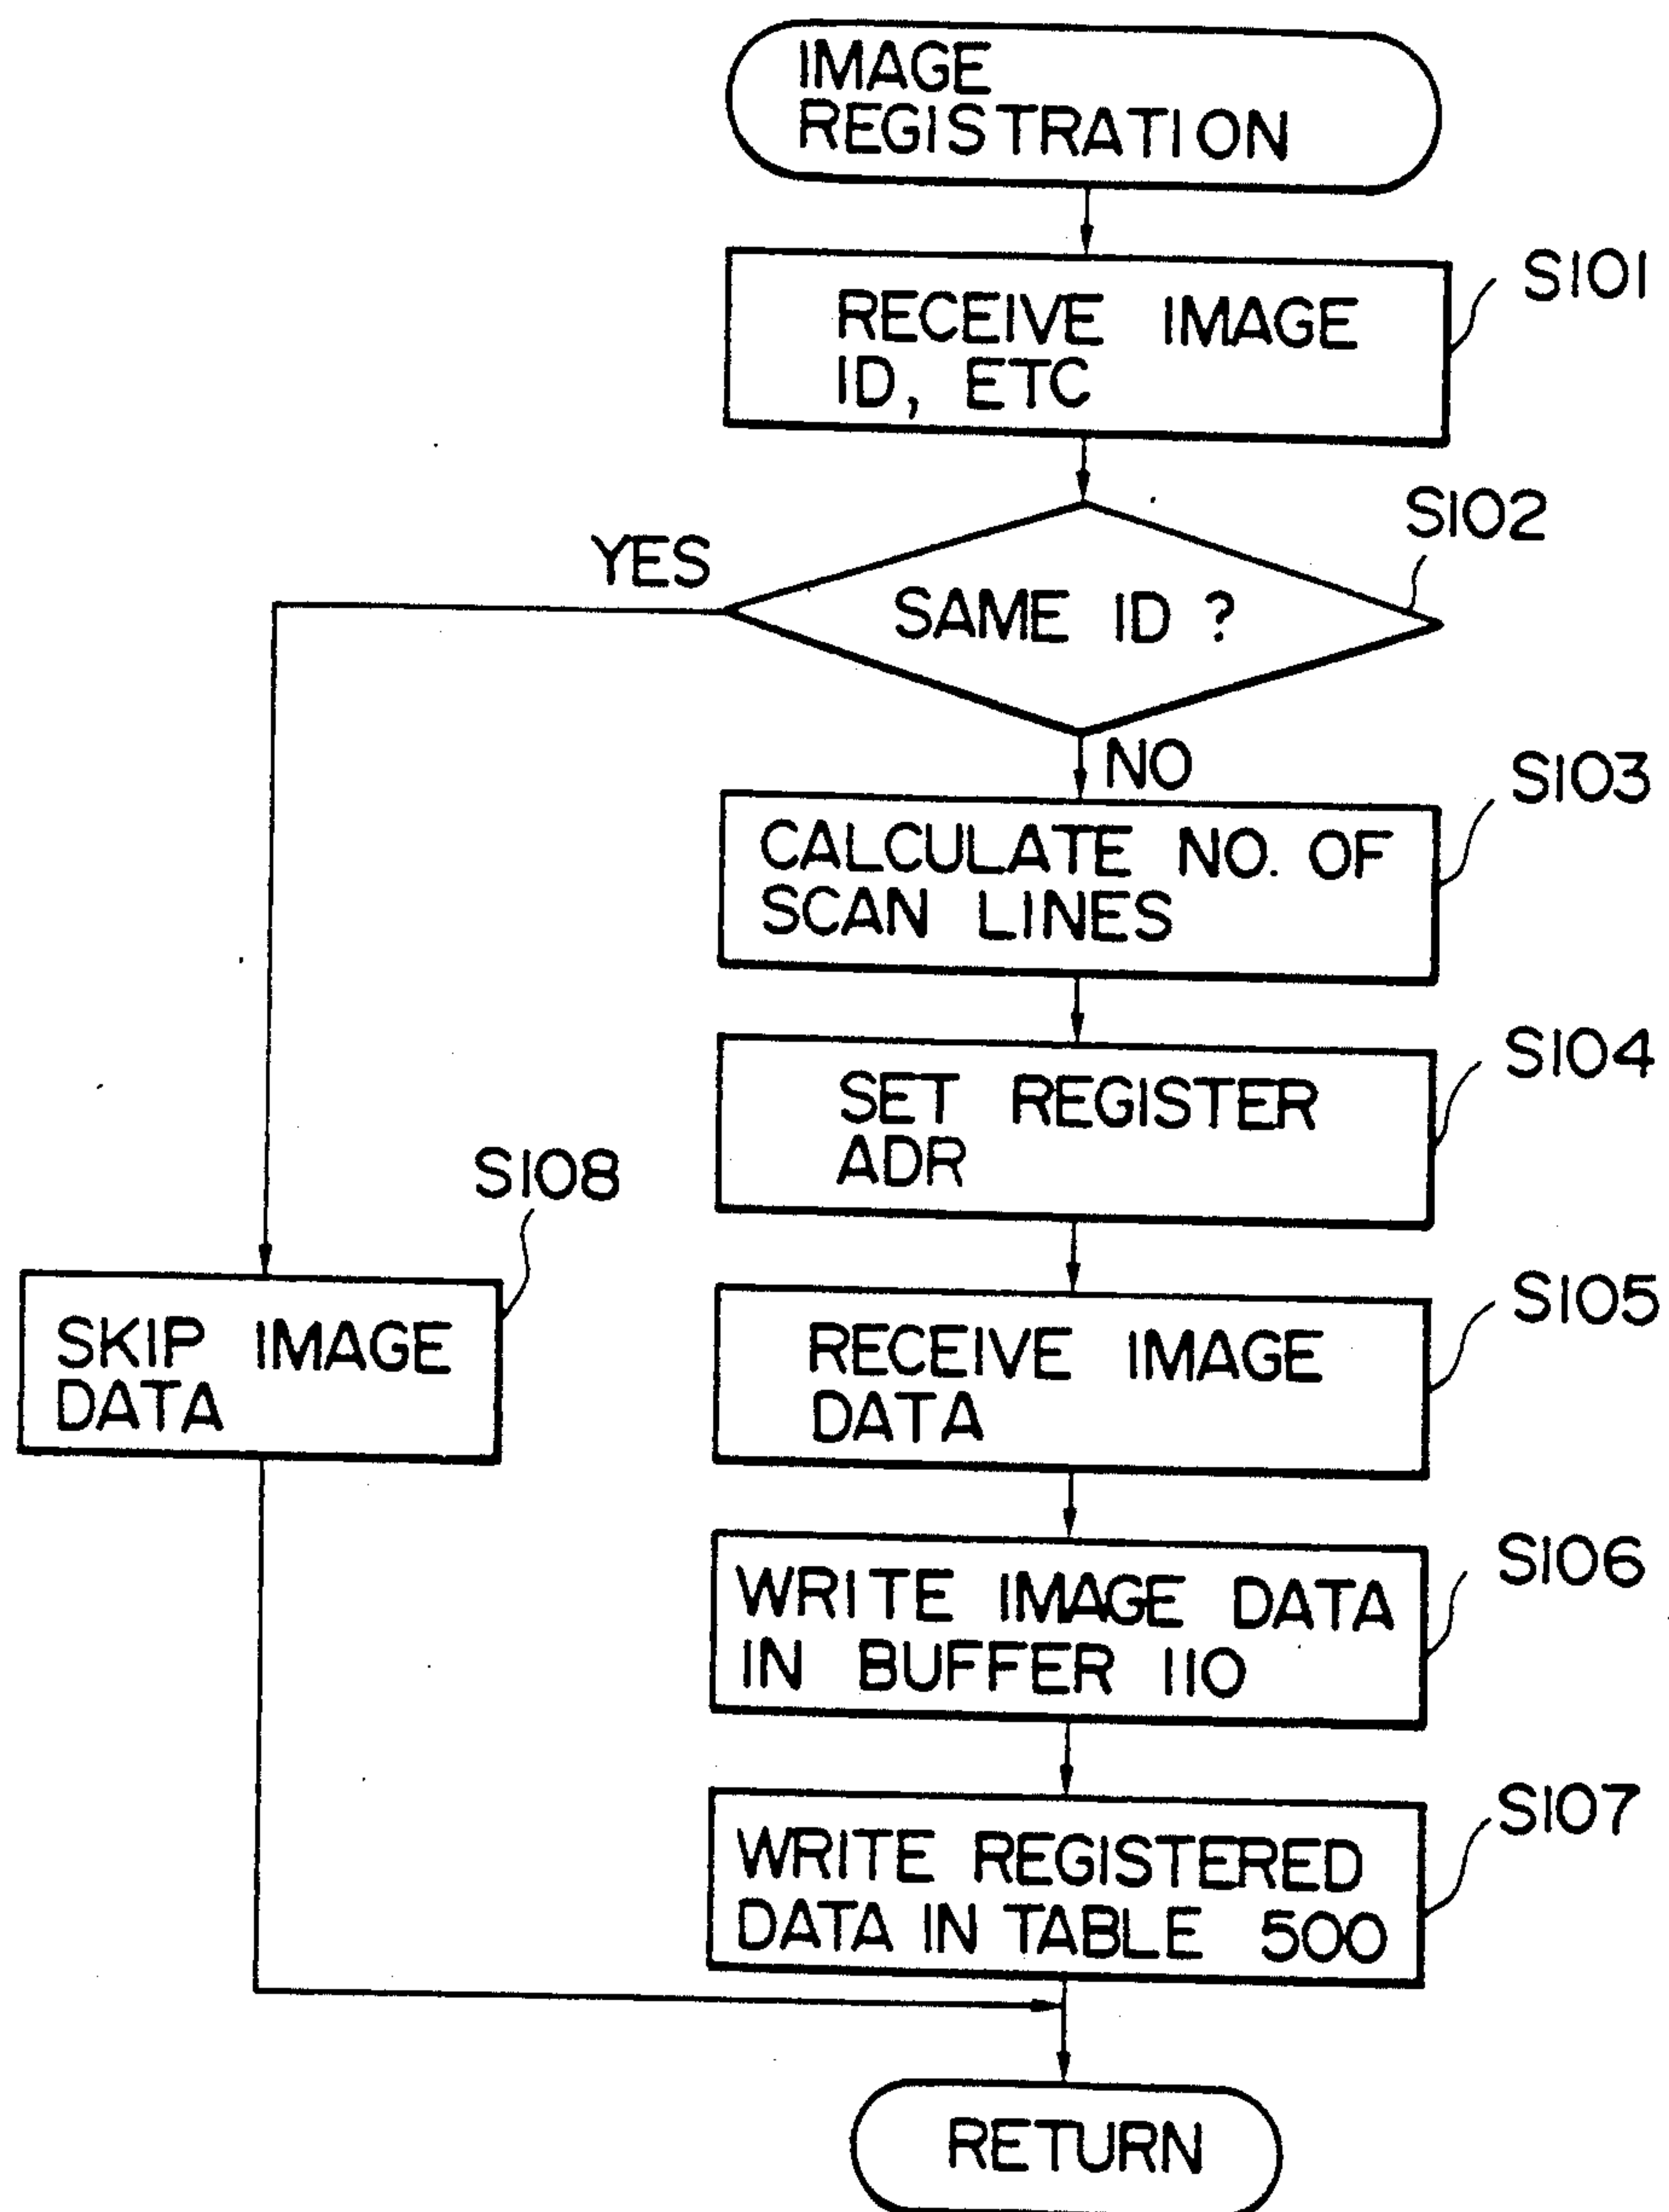 IMAGE
REGISTRATION
S101
RECEIVE IMAGE
ID, ETC
S102
YES
SAME ID ?
NO
S103
CALCULATE NO. OF
SCAN LINES
S104
SET REGISTER
ADR
S108
SKIP IMAGE
DATA
S105
RECEIVE IMAGE
DATA
S106
WRITE IMAGE DATA
IN BUFFER 110
S107
WRITE REGISTERED
DATA IN TABLE 500
RETURN